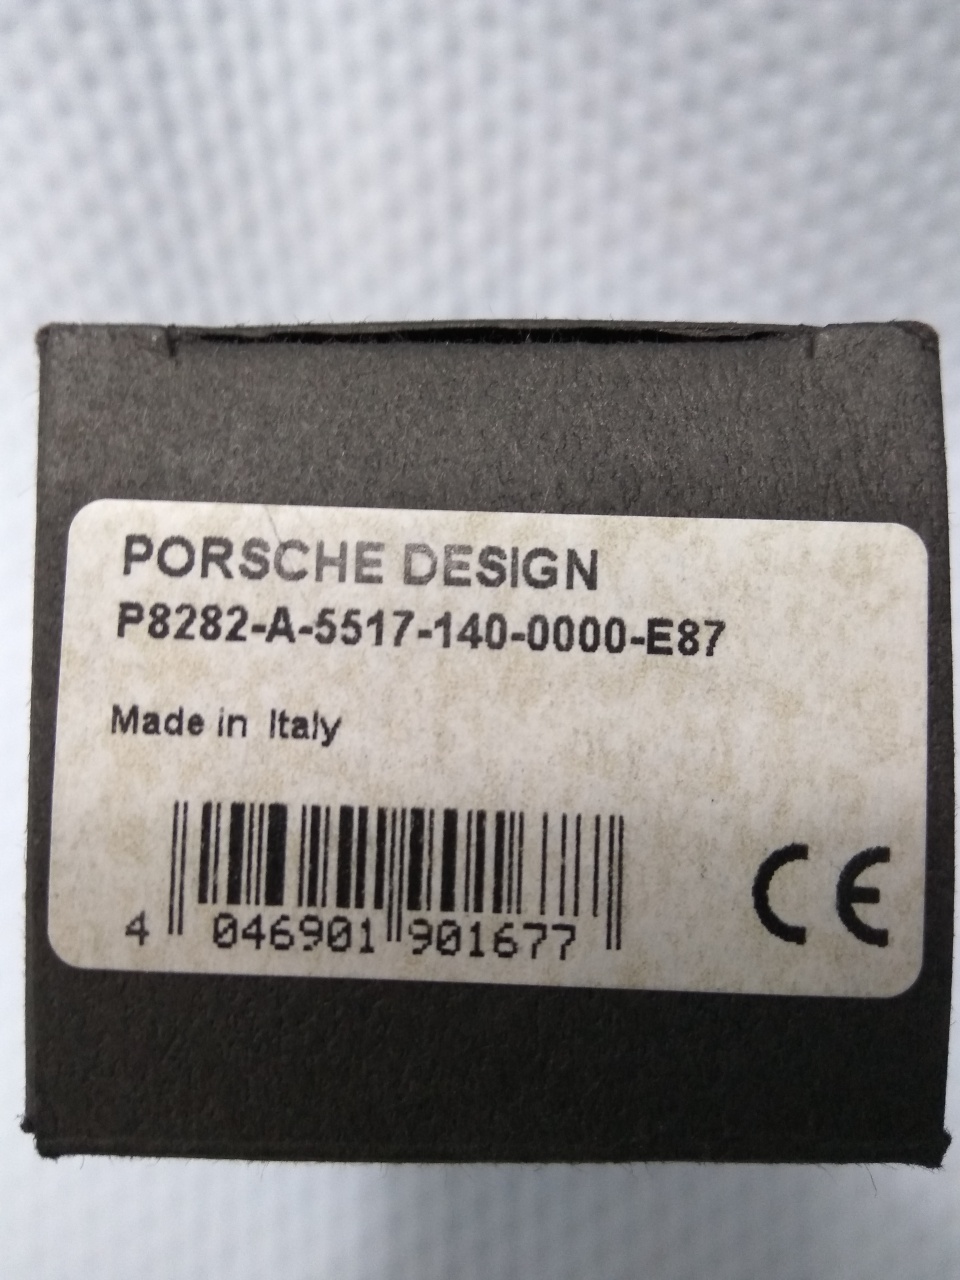 PORSCHE DESIGN
P8282-A-5517-140-0000-E87
Made in Italy
4 046901 901677
CE